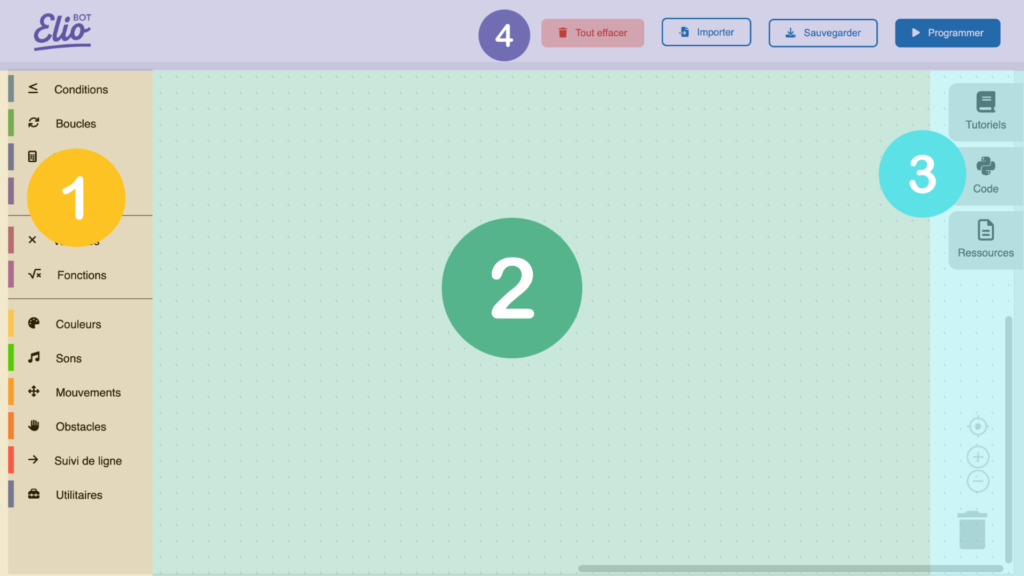 Elio BOT
4
Tout effacer
Importer
Sauvegarder
Programmer
Conditions
Boucles
1
Fonctions
Couleurs
Sons
Mouvements
Obstacles
Suivi de ligne
Utilitaires
2
3
Tutoriels
Code
Ressources